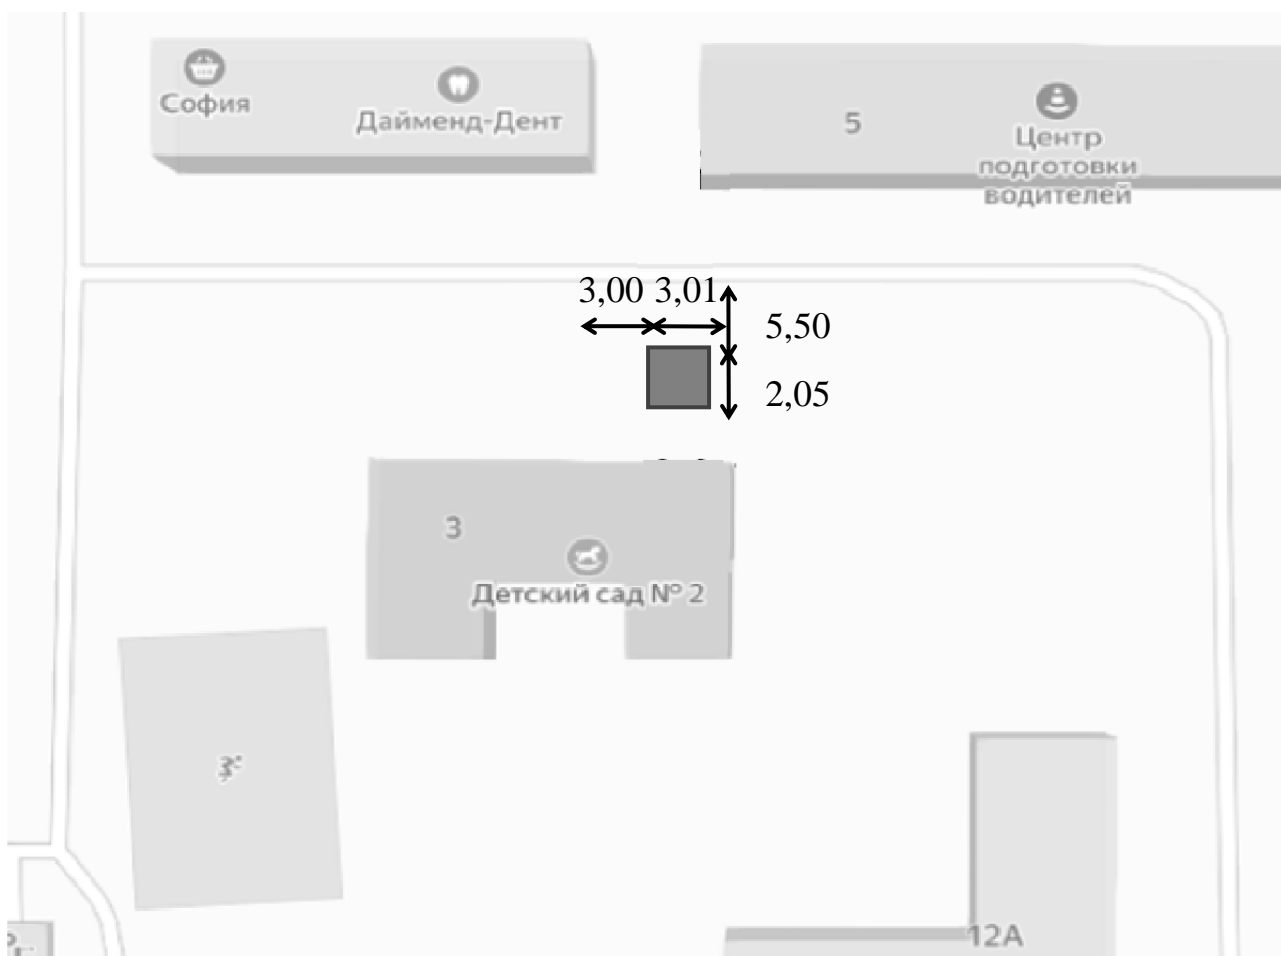 София
Дайменд-Дент
5
Центр
подготовки
водителей
3,00 3,01
5,50
2,05
3
Детский сад № 2
12А